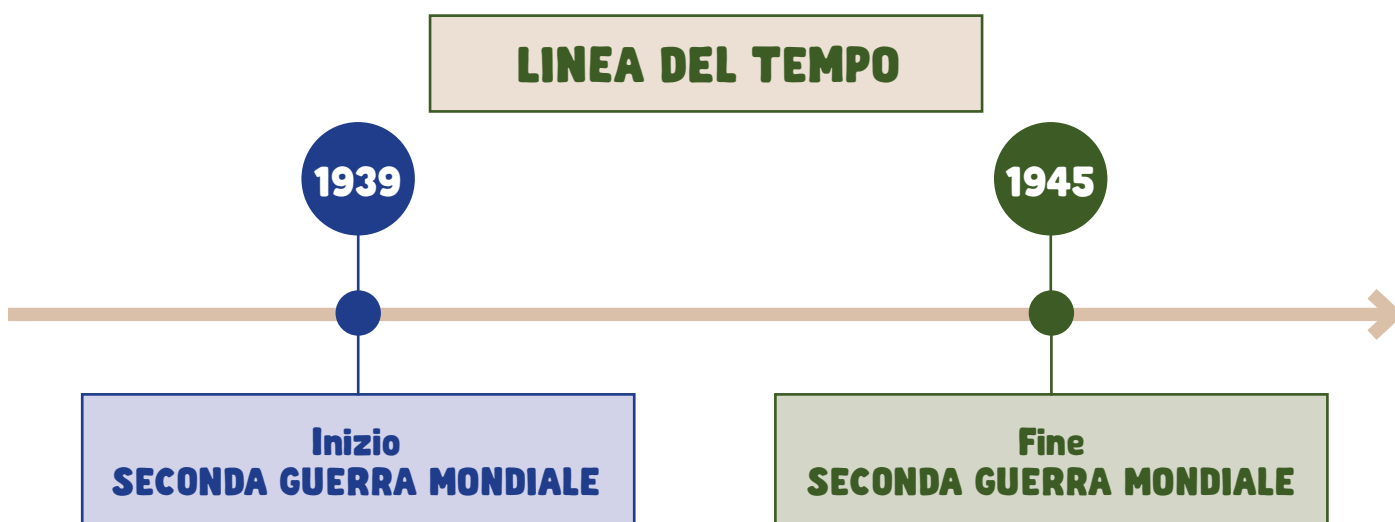 LINEA DEL TEMPO
1939
1945
Inizio
SECONDA GUERRA MONDIALE
Fine
SECONDA GUERRA MONDIALE